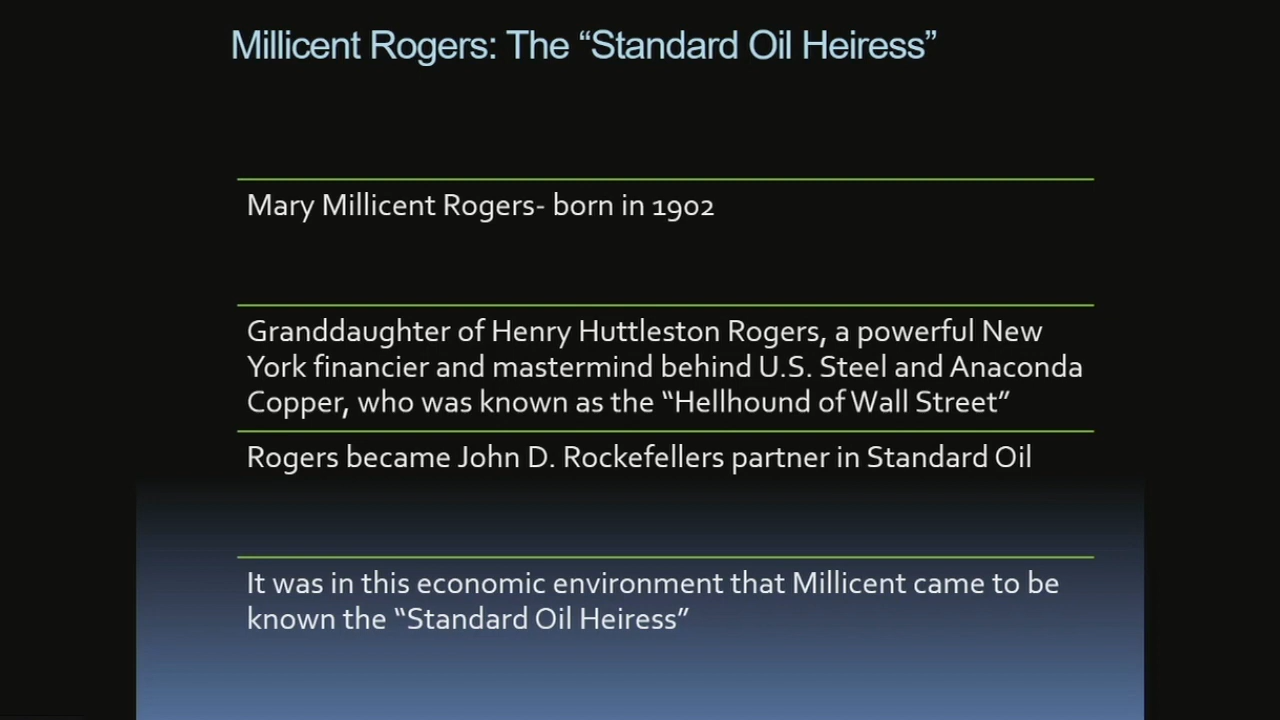 Millicent Rogers: The “Standard Oil Heiress”
Mary Millicent Rogers- born in 1902
Granddaughter of Henry Huttleston Rogers, a powerful New
York financier and mastermind behind U.S. Steel and Anaconda
Copper, who was known as the “Hellhound of Wall Street”
Rogers became John D. Rockefellers partner in Standard Oil
It was in this economic environment that Millicent came to be
known the “Standard Oil Heiress”